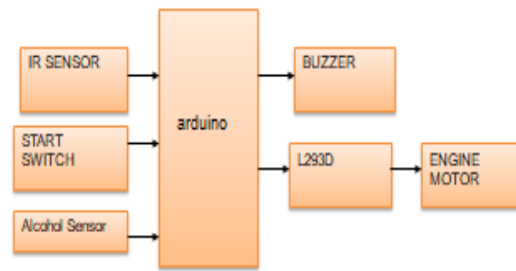 IR SENSOR
BUZZER
arduino
START
SWITCH
L293D
ENGINE
MOTOR
Alcohol Sensor